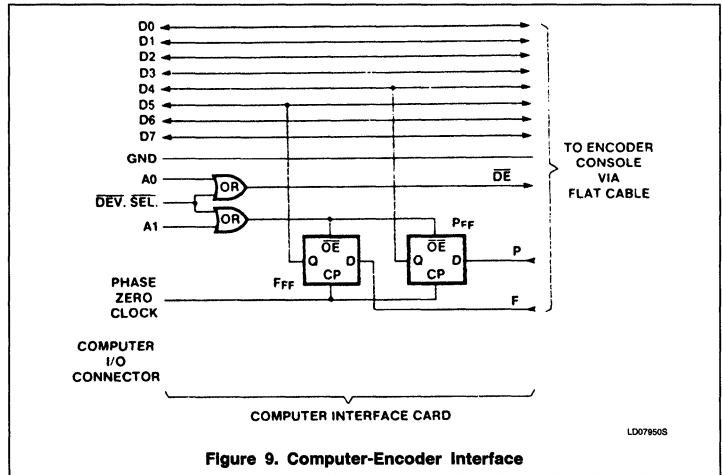 D0
D1
D2
D3
D4
D5
D6
D7
GND
A0
OR
DE
DEV. SEL.
OR
A1
TO ENCODER
CONSOLE
VIA
FLAT CABLE
PFF
OE
Q D
CP
OE
Q D
CP
P
FFF
F
PHASE
ZERO
CLOCK
COMPUTER
I/O
CONNECTOR
COMPUTER INTERFACE CARD
LD07950S
Figure 9. Computer-Encoder Interface